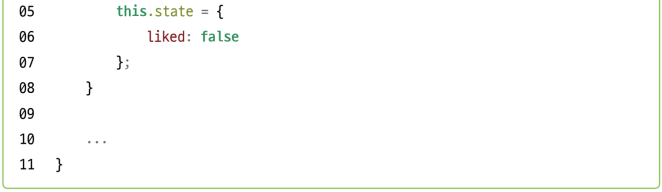 05        this.state = {
06            liked: false
07        };
08    }
09
10    ...
11 }